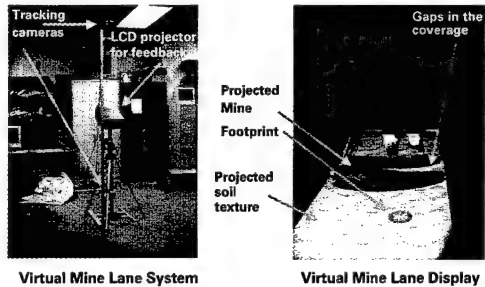 Tracking
cameras
LCD projector
for feedback
Gaps in the
coverage
Projected
Mine
Footprint
Projected
soil
texture
Virtual Mine Lane System
Virtual Mine Lane Display